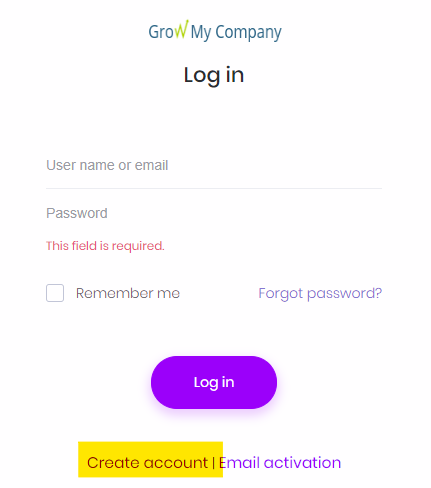 GroW My Company
Log in
User name or email
Password
This field is required.
Remember me Forgot password?
Log in
Create account | Email activation